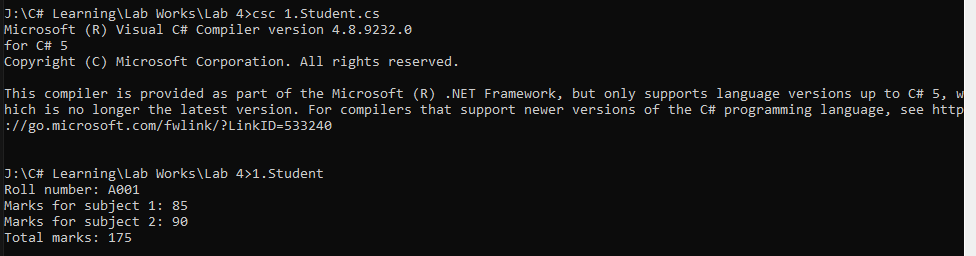 J:\C# Learning\Lab Works\Lab 4>csc 1.Student.cs
Microsoft (R) Visual C# Compiler version 4.8.9232.0
for C# 5
Copyright (C) Microsoft Corporation. All rights reserved.
This compiler is provided as part of the Microsoft (R) .NET Framework, but only supports language versions up to C# 5, w
hich is no longer the latest version. For compilers that support newer versions of the C# programming language, see http
://go.microsoft.com/fwlink/?LinkID=533240
J:\C# Learning\Lab Works\Lab 4>1.Student
Roll number: A001
Marks for subject 1: 85
Marks for subject 2: 90
Total marks: 175